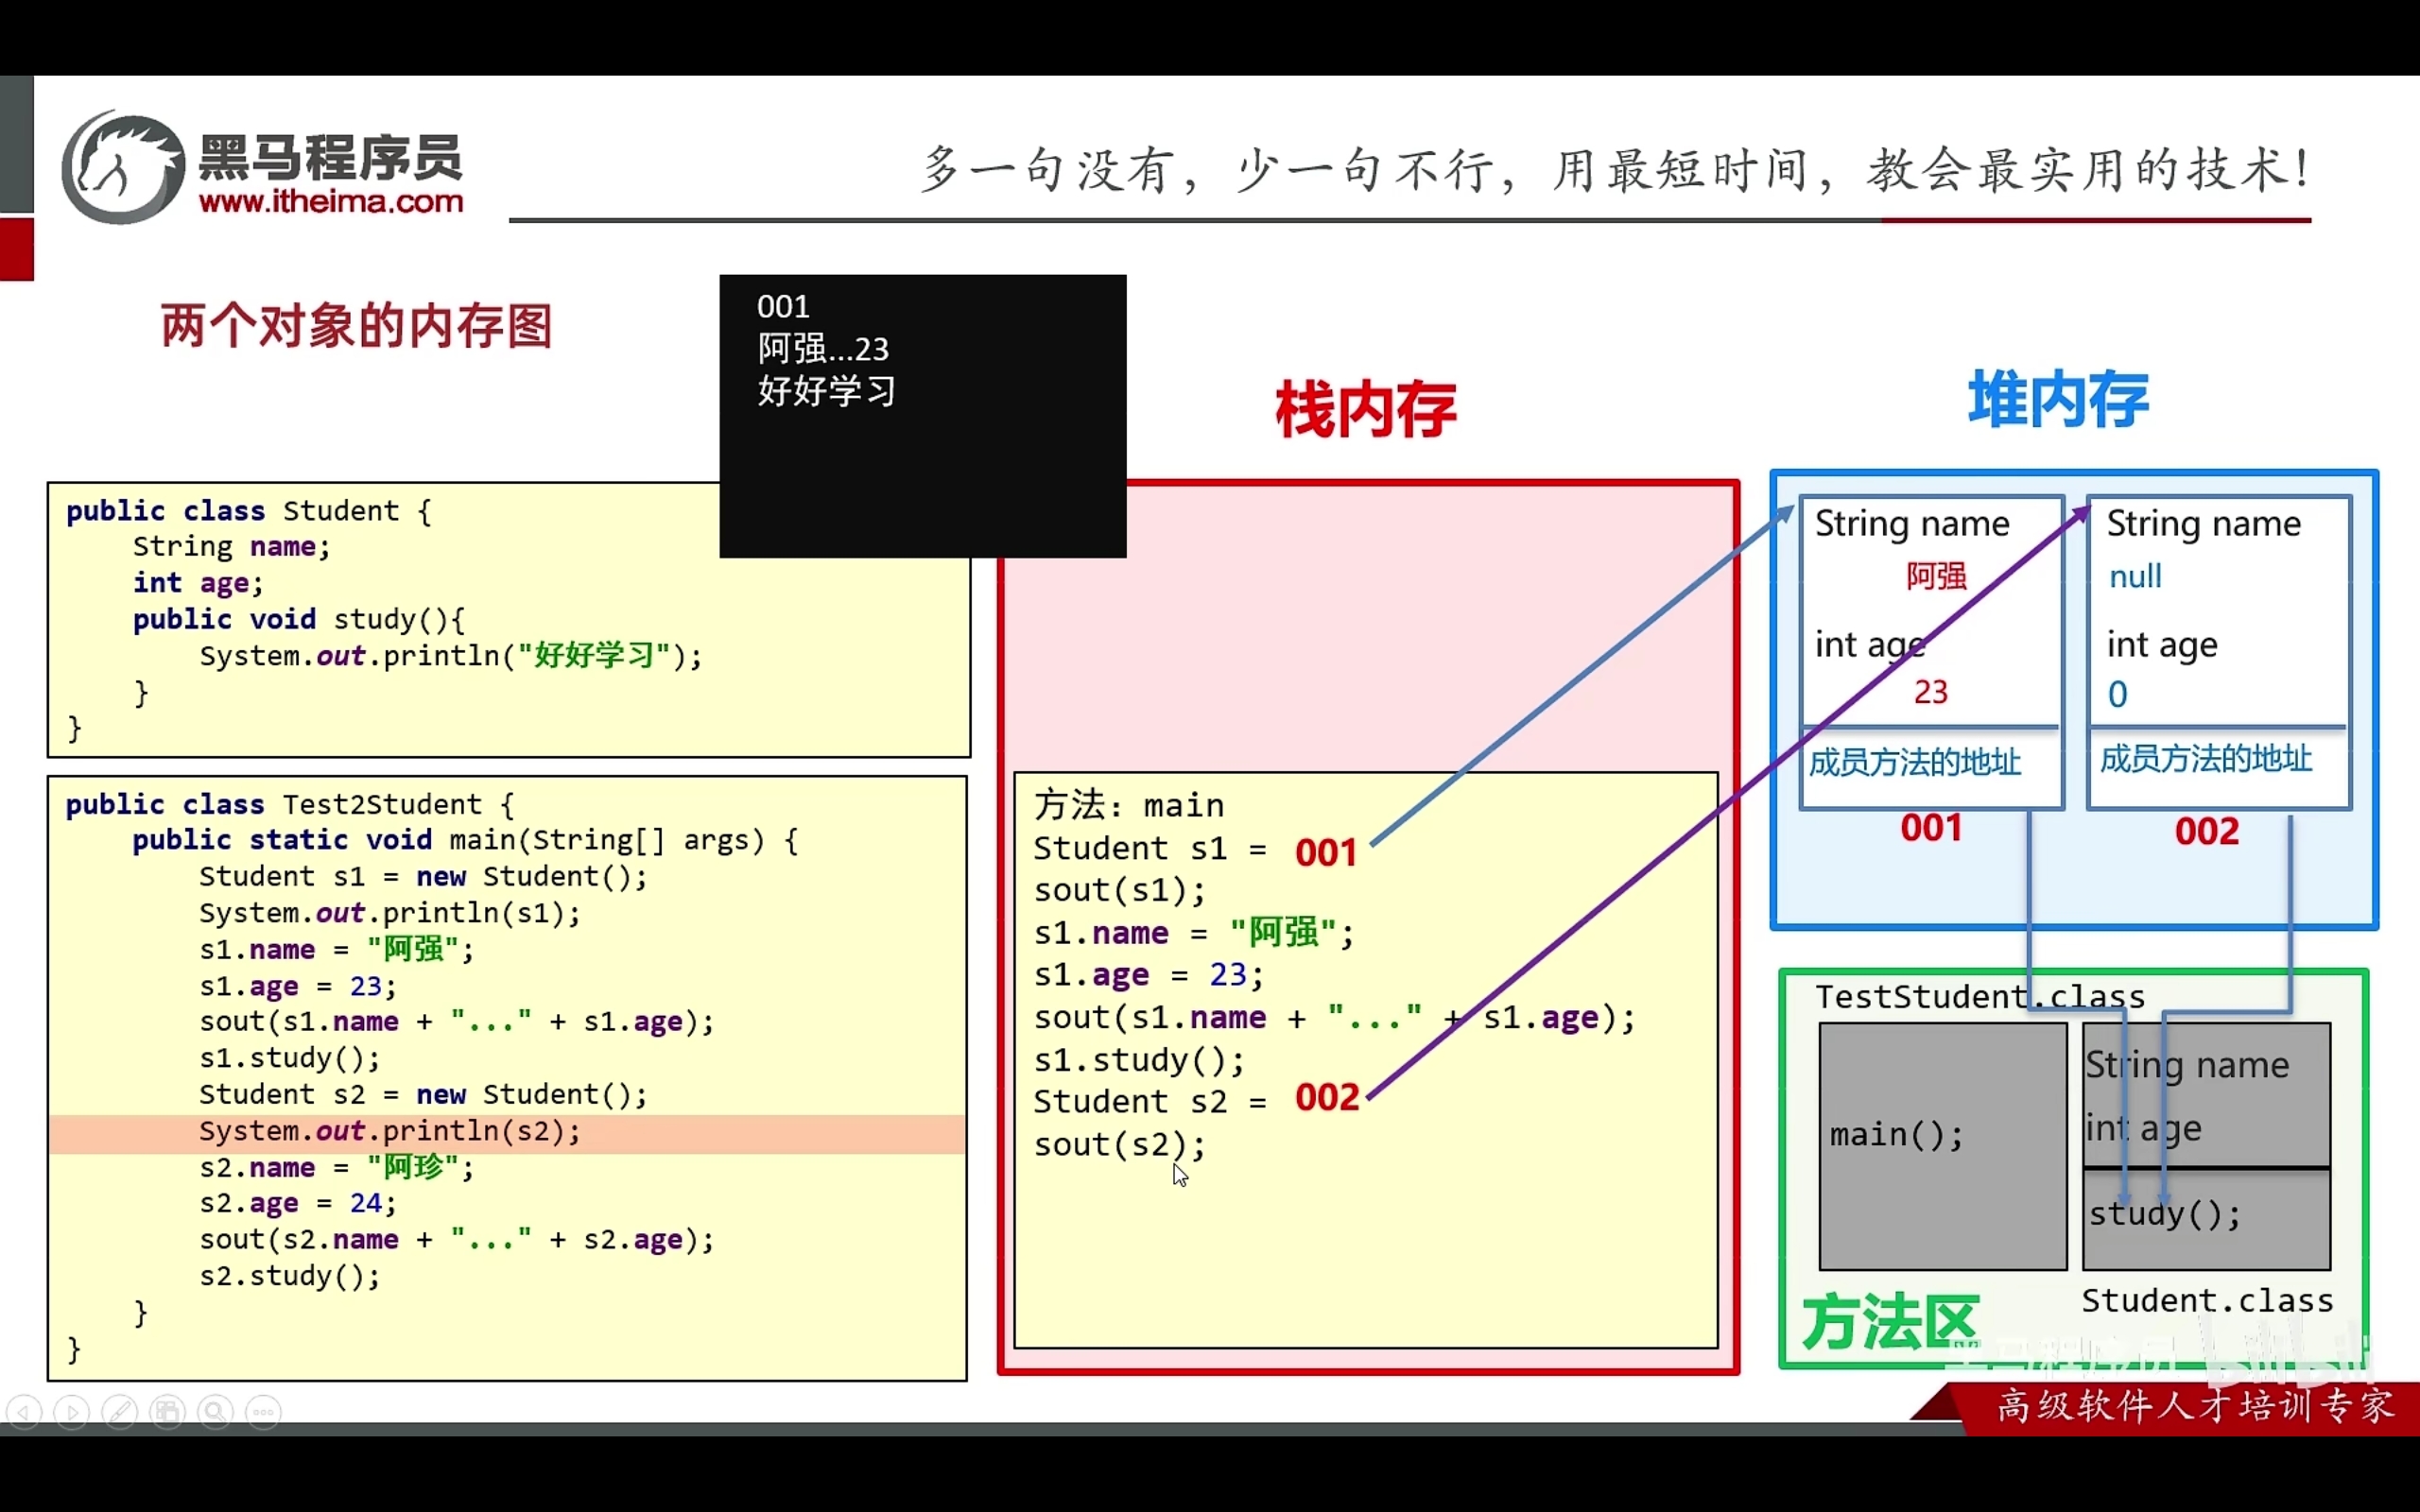 黑马程序员
www.itheima.com
多一句没有，少一句不行，用最短时间，教会最实用的技术！
两个对象的内存图
001
阿强...23
好好学习
public class Student {
String name;
int age;
public void study(){
System.out.println("好好学习");
}
}
public class Test2Student {
public static void main(String[] args) {
Student s1 = new Student();
System.out.println(s1);
s1.name = "阿强";
s1.age = 23;
sout(s1.name + "..." + s1.age);
s1.study();
Student s2 = new Student();
System.out.println(s2);
s2.name = "阿珍";
s2.age = 24;
sout(s2.name + "..." + s2.age);
s2.study();
}
}
栈内存
方法：main
Student s1 = 001
sout(s1);
s1.name = "阿强";
s1.age = 23;
sout(s1.name + "..." + s1.age);
s1.study();
Student s2 = 002
sout(s2);
堆内存
String name
阿强
int age
23
成员方法的地址
001
String name
null
int age
0
成员方法的地址
002
TestStudent.class
main();
String name
int age
study();
Student.class
方法区
黑马程序员
bilibili
高级软件人才培训专家